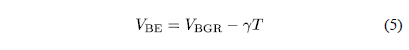 V_BE = V_BGR − γT (5)